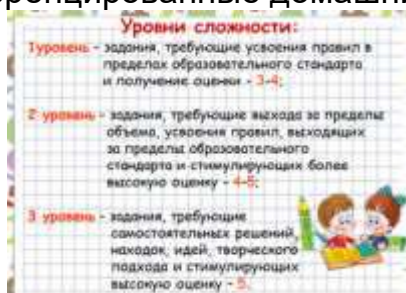 ренцированные домашн
Уровни сложности:
1уровень - задания, требующие усвоения правил в
пределах образовательного стандарта
и получение оценки - 3-4;
2 уровень - задания, требующие выхода за пределы
объема, усвоения правил, выходящих
за пределы образовательного
стандарта и стимулирующих более
высокую оценку - 4-5;
3 уровень - задания, требующие
самостоятельных решений,
находок, идей, творческого
подхода и стимулирующих
высокую оценку - 5.